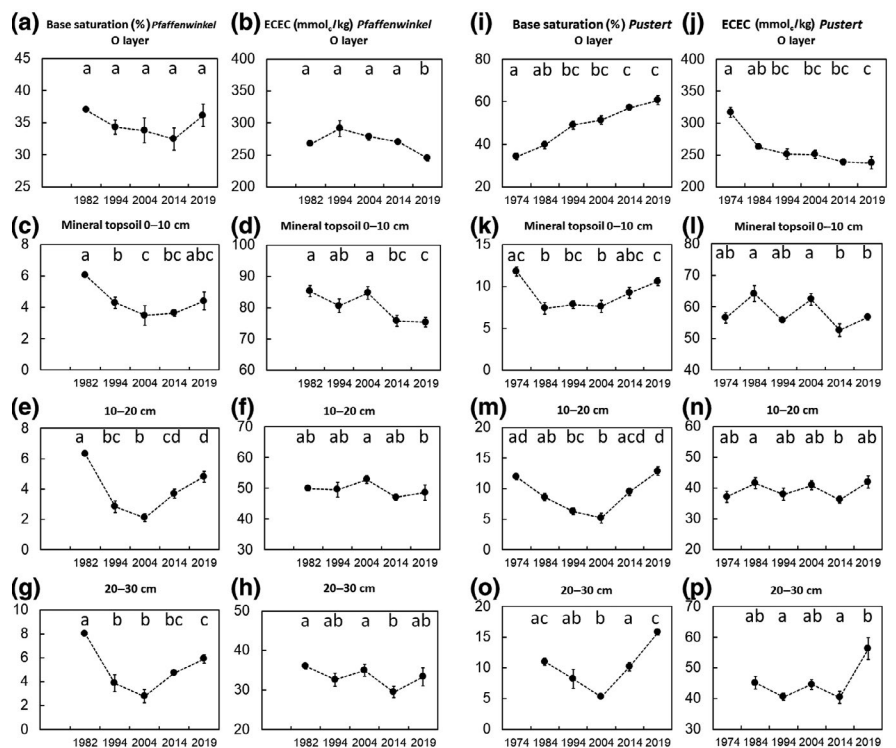 (a) Base saturation (%) Pfaffenwinkel
O layer
a a a a a
45
40
35
30
25
1982 1994 2004 2014 2019
(b) ECEC (mmolc/kg) Pfaffenwinkel
O layer
a a a a b
400
350
300
250
200
1982 1994 2004 2014 2019
(i) Base saturation (%) Pustert
O layer
a ab bc bc c c
80
60
40
20
1974 1984 1994 2004 2014 2019
(j) ECEC (mmolc/kg) Pustert
O layer
a ab bc bc bc c
400
350
300
250
200
1974 1984 1994 2004 2014 2019
(c) Mineral topsoil 0–10 cm
a b c bc abc
8
6
4
2
0
1982 1994 2004 2014 2019
(d) Mineral topsoil 0–10 cm
a ab a bc c
100
90
80
70
60
1982 1994 2004 2014 2019
(k) Mineral topsoil 0–10 cm
ac b bc b abc c
15
10
5
0
1974 1984 1994 2004 2014 2019
(l) Mineral topsoil 0–10 cm
ab a ab a b b
80
70
60
50
40
1974 1984 1994 2004 2014 2019
(e) 10–20 cm
a bc b cd d
8
6
4
2
0
1982 1994 2004 2014 2019
(f) 10–20 cm
ab ab a ab b
70
60
50
40
30
1982 1994 2004 2014 2019
(m) 10–20 cm
ad ab bc b acd d
20
15
10
5
0
1974 1984 1994 2004 2014 2019
(n) 10–20 cm
ab a ab ab b ab
60
50
40
30
20
1974 1984 1994 2004 2014 2019
(g) 20–30 cm
a b b bc c
10
8
6
4
2
0
1982 1994 2004 2014 2019
(h) 20–30 cm
a ab a b ab
50
40
30
20
1982 1994 2004 2014 2019
(o) 20–30 cm
ac ab b a c
20
15
10
5
0
1974 1984 1994 2004 2014 2019
(p) 20–30 cm
ab a ab a b
70
60
50
40
30
1974 1984 1994 2004 2014 2019